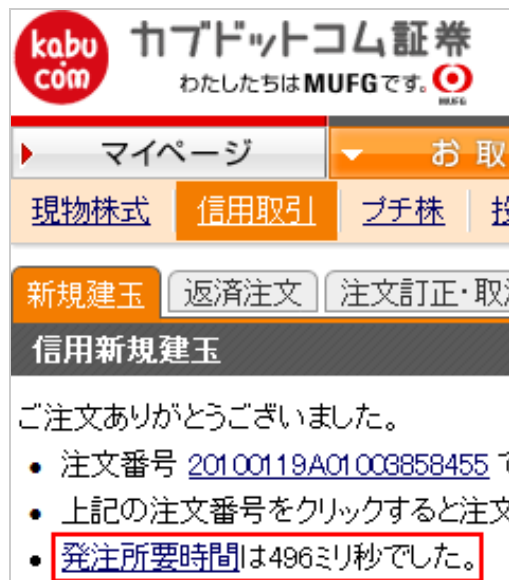 kabu
com
カブドットコム証券
わたしたちはMUFGです。
MUFG
マイページ
お取
現物株式 信用取引 プチ株
新規建玉 返済注文 注文訂正・取
信用新規建玉
ご注文ありがとうございました。
• 注文番号 20100119A01003858455
• 上記の注文番号をクリックすると注文
• 発注所要時間は496ミリ秒でした。